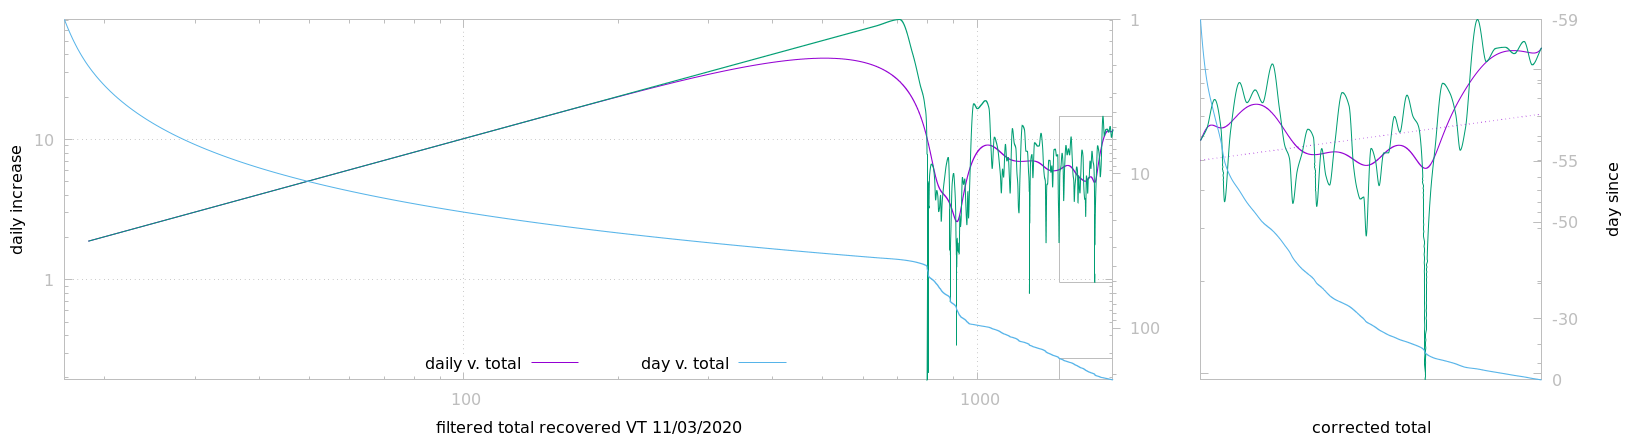 daily increase
10
1
100
1000
1
10
100
daily v. total
day v. total
filtered total recovered VT 11/03/2020
-59
-55
-50
-30
0
day since
corrected total